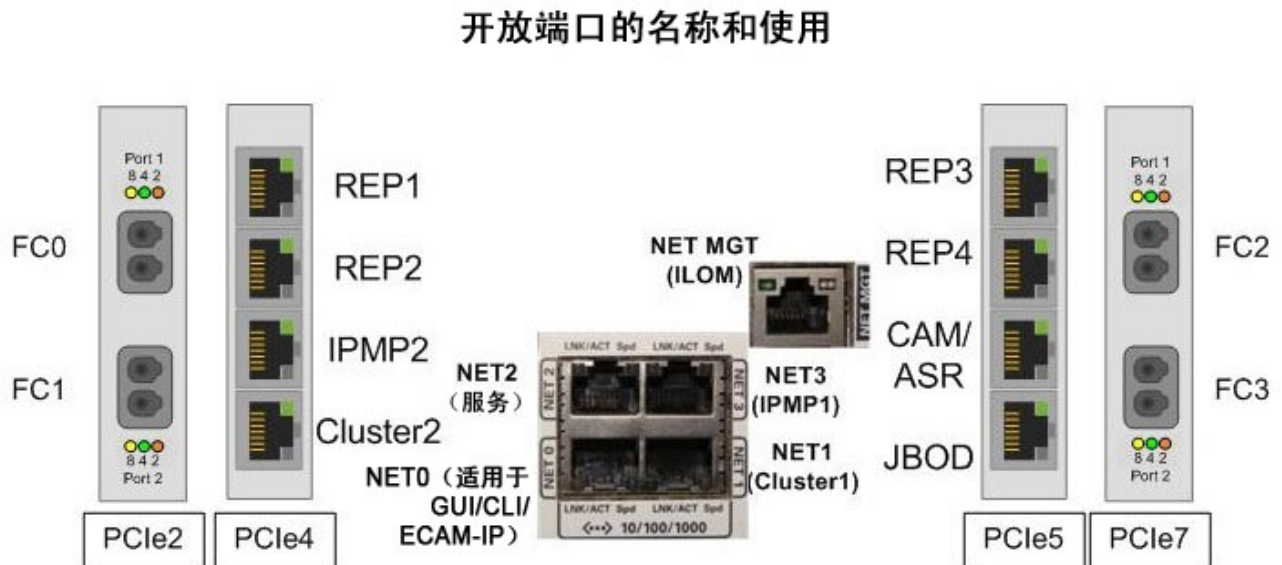 开放端口的名称和使用
Port 1
8 4 2
FC0
FC1
8 4 2
Port 2
PCIe2
REP1
REP2
IPMP2
Cluster2
PCIe4
NET MGT
(ILOM)
NET MGT
LNK/ACT Spd LNK/ACT Spd
NET2
（服务）
NET 2
NET 3
NET3
(IPMP1)
NET0（适用于
GUI/CLI/
ECAM-IP）
NET 0
NET 1
NET1
(Cluster1)
LNK/ACT Spd LNK/ACT Spd
<···> 10/100/1000
REP3
REP4
CAM/
ASR
JBOD
PCIe5
Port 1
8 4 2
FC2
FC3
8 4 2
Port 2
PCIe7